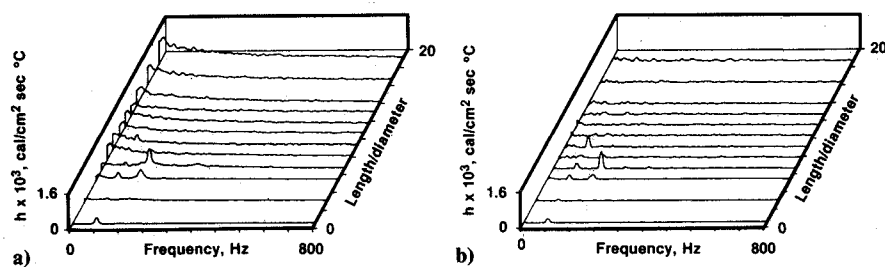 h x 10³, cal/cm² sec °C
1.6
0
0
Frequency, Hz
800
0
Length/diameter
20
a)
h x 10³, cal/cm² sec °C
1.6
0
0
Frequency, Hz
800
0
Length/diameter
20
b)